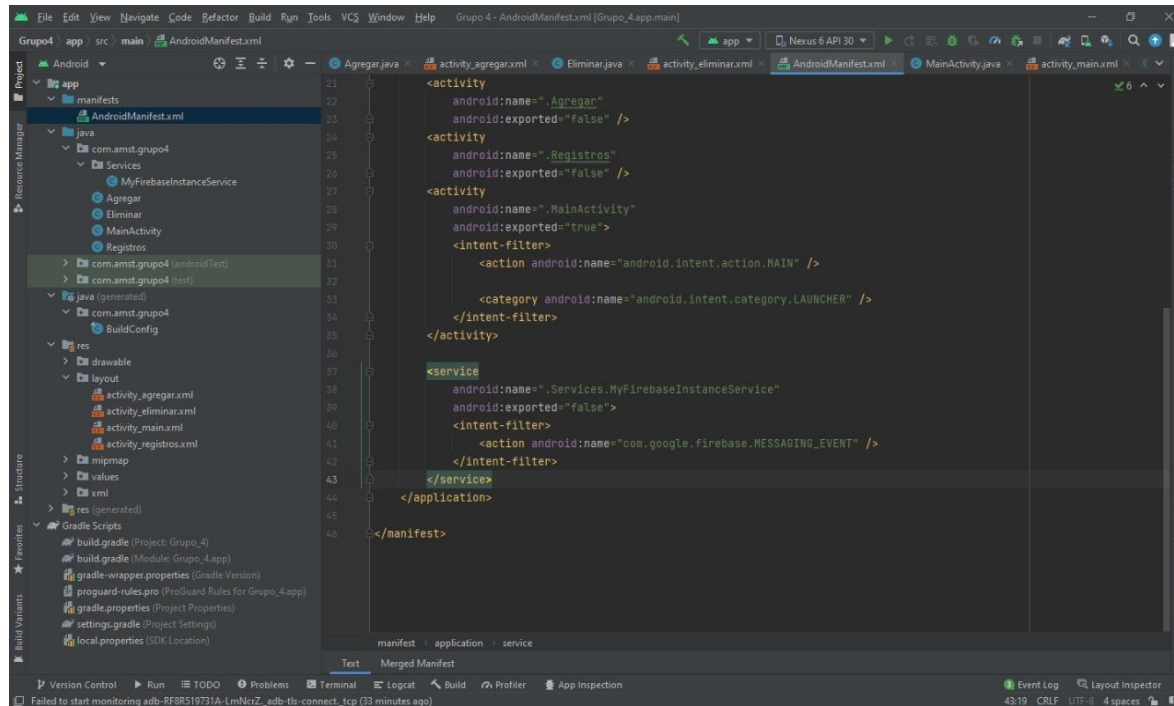 File Edit View Navigate Code Refactor Build Run Tools VCS Window Help Grupo 4 - AndroidManifest.xml [Grupo_4.app.main]
Grupo4 app src main AndroidManifest.xml app Nexus 6 API 30
Android
Agregar.java activity_agregar.xml Eliminar.java activity_eliminar.xml AndroidManifest.xml MainActivity.java activity_main.xml
Project
Resource Manager
Structure
Favorites
Build Variants
app
manifests
AndroidManifest.xml
java
com.amst.grupo4
Services
MyFirebaseInstanceService
Agregar
Eliminar
MainActivity
Registros
com.amst.grupo4 (androidTest)
com.amst.grupo4 (test)
java (generated)
com.amst.grupo4
BuildConfig
res
drawable
layout
activity_agregar.xml
activity_eliminar.xml
activity_main.xml
activity_registros.xml
mipmap
values
xml
res (generated)
Gradle Scripts
build.gradle (Project: Grupo_4)
build.gradle (Module: Grupo_4.app)
gradle-wrapper.properties (Gradle Version)
proguard-rules.pro (ProGuard Rules for Grupo_4.app)
gradle.properties (Project Properties)
settings.gradle (Project Settings)
local.properties (SDK Location)
6
21 <activity
22 android:name=".Agregar"
23 android:exported="false" />
24 <activity
25 android:name=".Registros"
26 android:exported="false" />
27 <activity
28 android:name=".MainActivity"
29 android:exported="true">
30 <intent-filter>
31 <action android:name="android.intent.action.MAIN" />
32
33 <category android:name="android.intent.category.LAUNCHER" />
34 </intent-filter>
35 </activity>
36
37 <service
38 android:name=".Services.MyFirebaseInstanceService"
39 android:exported="false">
40 <intent-filter>
41 <action android:name="com.google.firebase.MESSAGING_EVENT" />
42 </intent-filter>
43 </service>
44 </application>
45
46 </manifest>
manifest application service
Text Merged Manifest
Version Control Run TODO Problems Terminal Logcat Build Profiler App Inspection 3 Event Log Layout Inspector
Failed to start monitoring adb-RF8R519731A-LmNcrZ._adb-tls-connect._tcp (33 minutes ago) 43:19 CRLF UTF-8 4 spaces